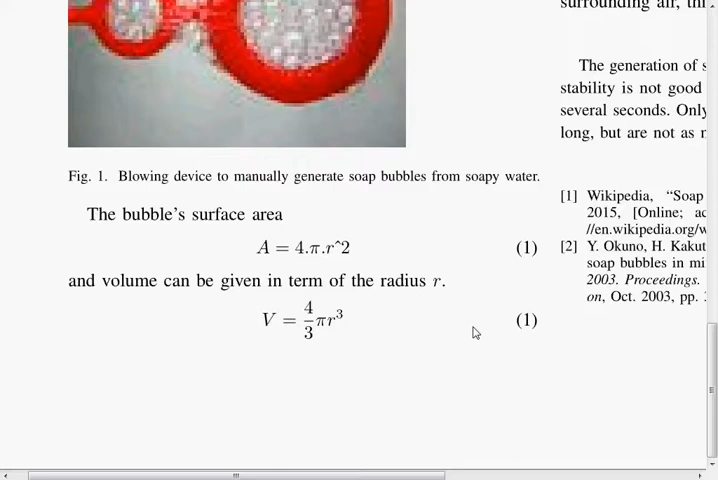 Fig. 1. Blowing device to manually generate soap bubbles from soapy water.
The bubble's surface area
A = 4.π.r^2 (1)
and volume can be given in term of the radius r.
V = 4/3 πr³ (1)
surrounding air,
The generation of
stability is not good
several seconds. Only
long, but are not as
[1] Wikipedia, “Soap
2015, [Online;
//en.wikipedia.org/w
[2] Y. Okuno, H. Kakut
soap bubbles in
2003. Proceedings.
on, Oct. 2003, pp.